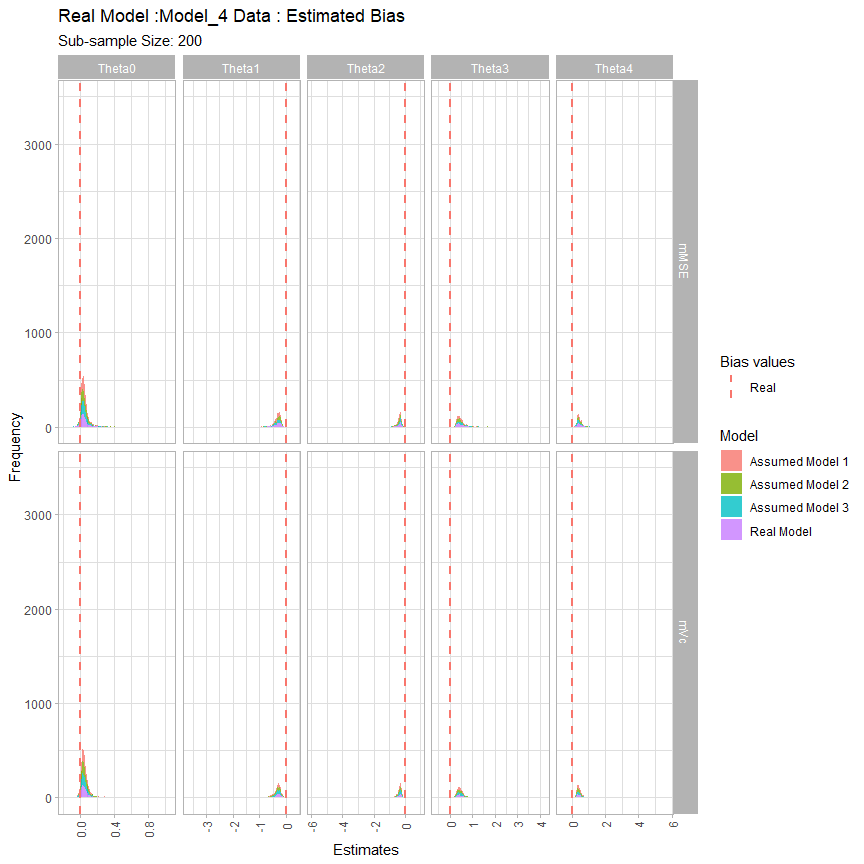 Real Model :Model_4 Data : Estimated Bias
Sub-sample Size: 200
Theta0 Theta1 Theta2 Theta3 Theta4
3000
2000
1000
0
mMSE
3000
2000
1000
0
mVc
Frequency
0.0 0.4 0.8 -3 -2 -1 0 -6 -4 -2 0 0 1 2 3 4 0 2 4 6
Estimates
Bias values
Real
Model
Assumed Model 1
Assumed Model 2
Assumed Model 3
Real Model